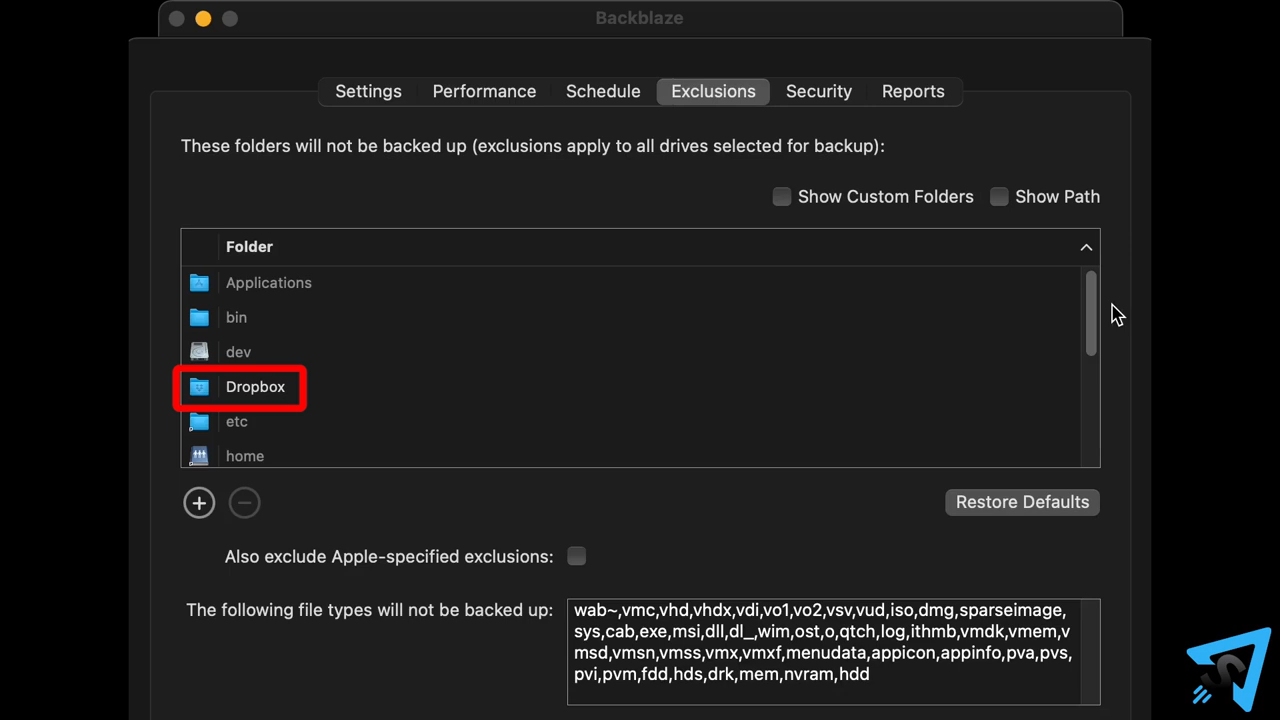 Backblaze
Settings Performance Schedule Exclusions Security Reports
These folders will not be backed up (exclusions apply to all drives selected for backup):
Show Custom Folders Show Path
Folder
Applications
bin
dev
Dropbox
etc
home
Restore Defaults
Also exclude Apple-specified exclusions:
The following file types will not be backed up:
wab~,vmc,vhd,vhdx,vdi,vo1,vo2,vsv,vud,iso,dmg,sparseimage,
sys,cab,exe,msi,dll,dl_,wim,ost,o,qtch,log,ithmb,vmdk,vmem,v
msd,vmsn,vmss,vmx,vmxf,menudata,appicon,appinfo,pva,pvs,
pvi,pvm,fdd,hds,drk,mem,nvram,hdd
S